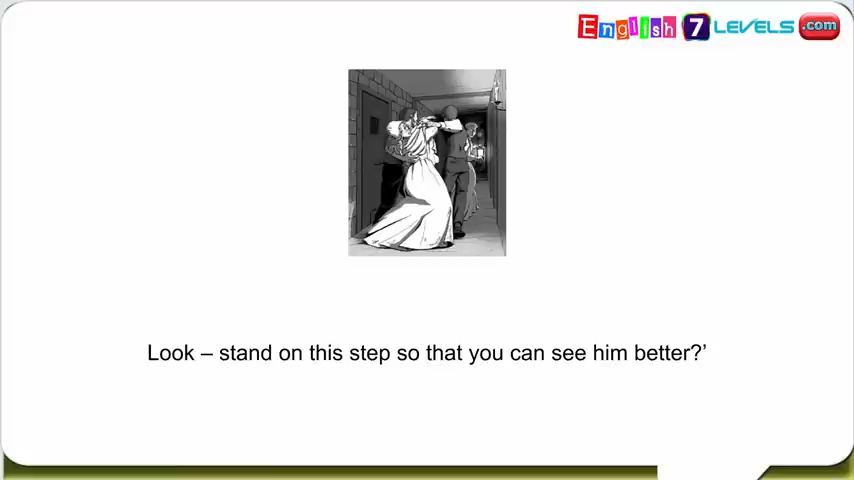 English 7 LEVELS .com
Look – stand on this step so that you can see him better?’